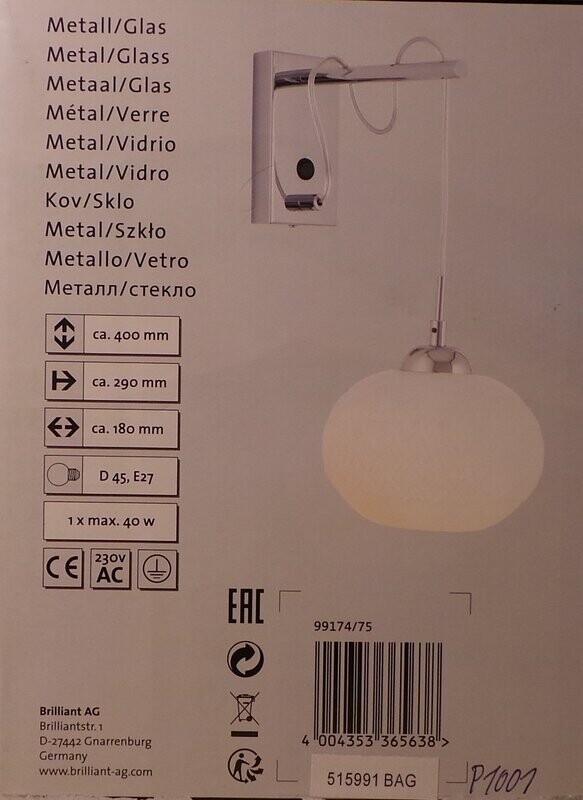 Metall/Glas
Metal/Glass
Metaal/Glas
Métal/Verre
Metal/Vidrio
Metal/Vidro
Kov/Sklo
Metal/Szkło
Metallo/Vetro
Металл/стекло
ca. 400 mm
ca. 290 mm
ca. 180 mm
D 45, E27
1 x max. 40 w
CE
230V
AC
EAC
99174/75
4 004353 365638 >
515991 BAG
P1001
Brilliant AG
Brilliantstr. 1
D-27442 Gnarrenburg
Germany
www.brilliant-ag.com